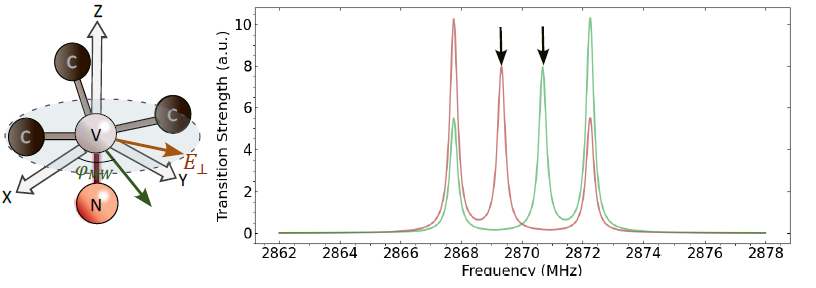 Z
C
C
C
V
E⊥
φMW
X
Y
N
Transition Strength (a.u.)
10
8
6
4
2
0
2862 2864 2866 2868 2870 2872 2874 2876 2878
Frequency (MHz)